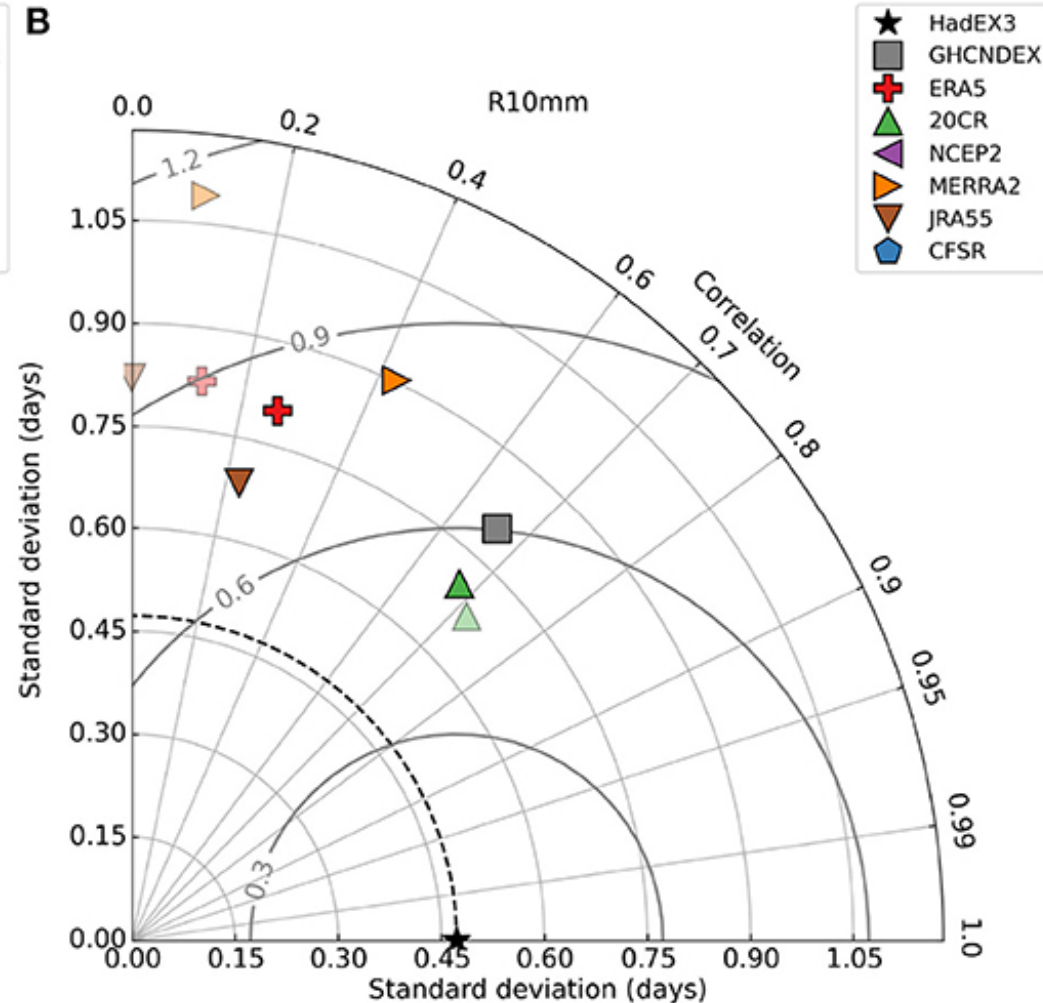 B
R10mm
HadEX3
GHCNDEX
ERA5
20CR
NCEP2
MERRA2
JRA55
CFSR
0.0
0.2
0.4
0.6
0.7
0.8
0.9
0.95
0.99
1.0
Correlation
1.2
0.9
0.6
0.3
Standard deviation (days)
1.05
0.90
0.75
0.60
0.45
0.30
0.15
0.00
0.00 0.15 0.30 0.45 0.60 0.75 0.90 1.05
Standard deviation (days)